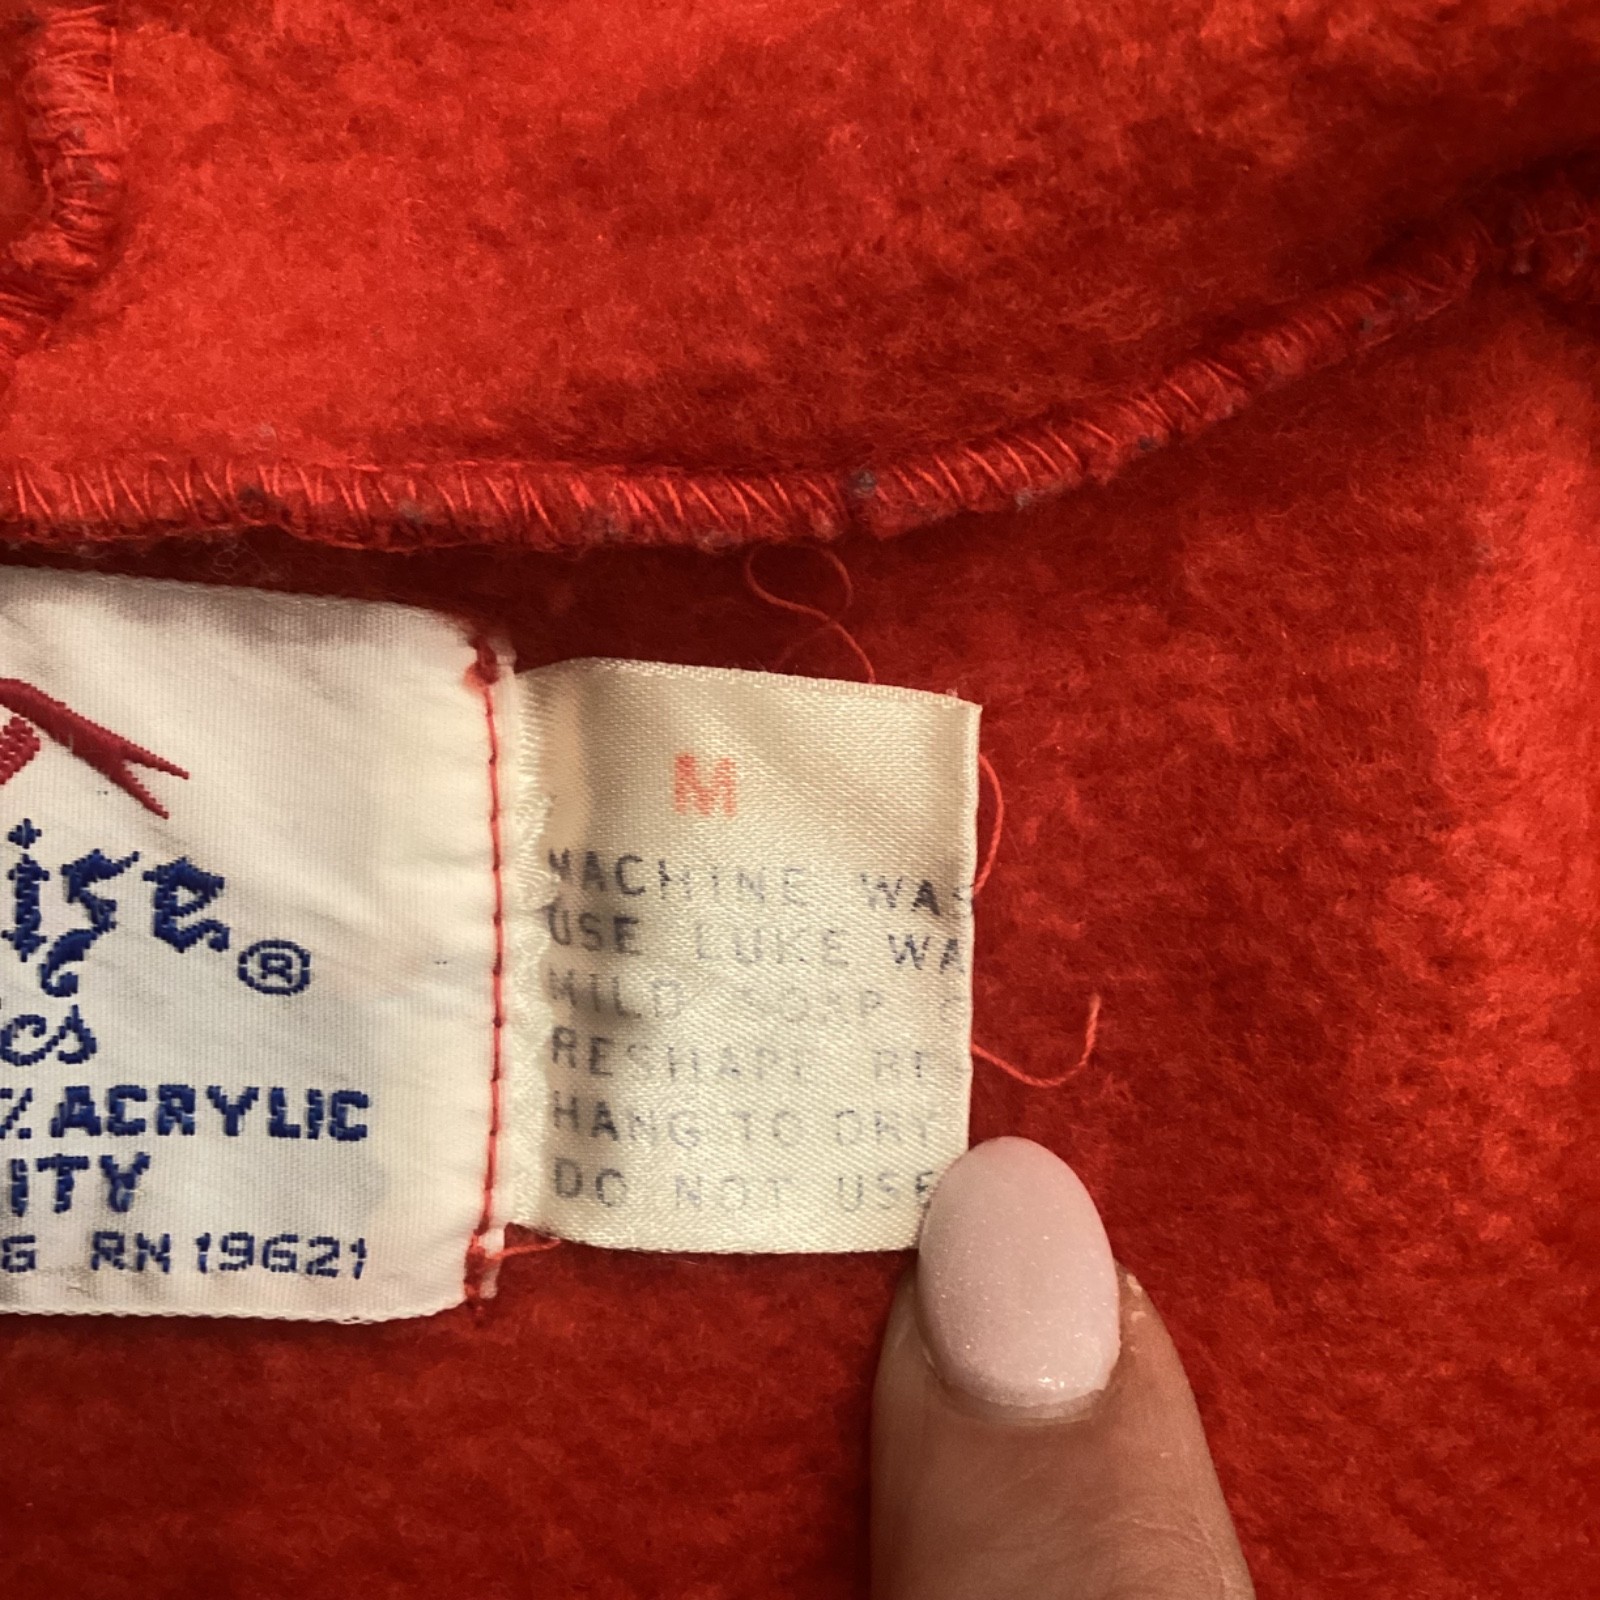 ise®
cs
% ACRYLIC
ITY
G RN 19621
M
MACHINE WAS
USE LUKE WA
MILD SOAP
RESHAPE
HANG TO DRY
DO NOT USE